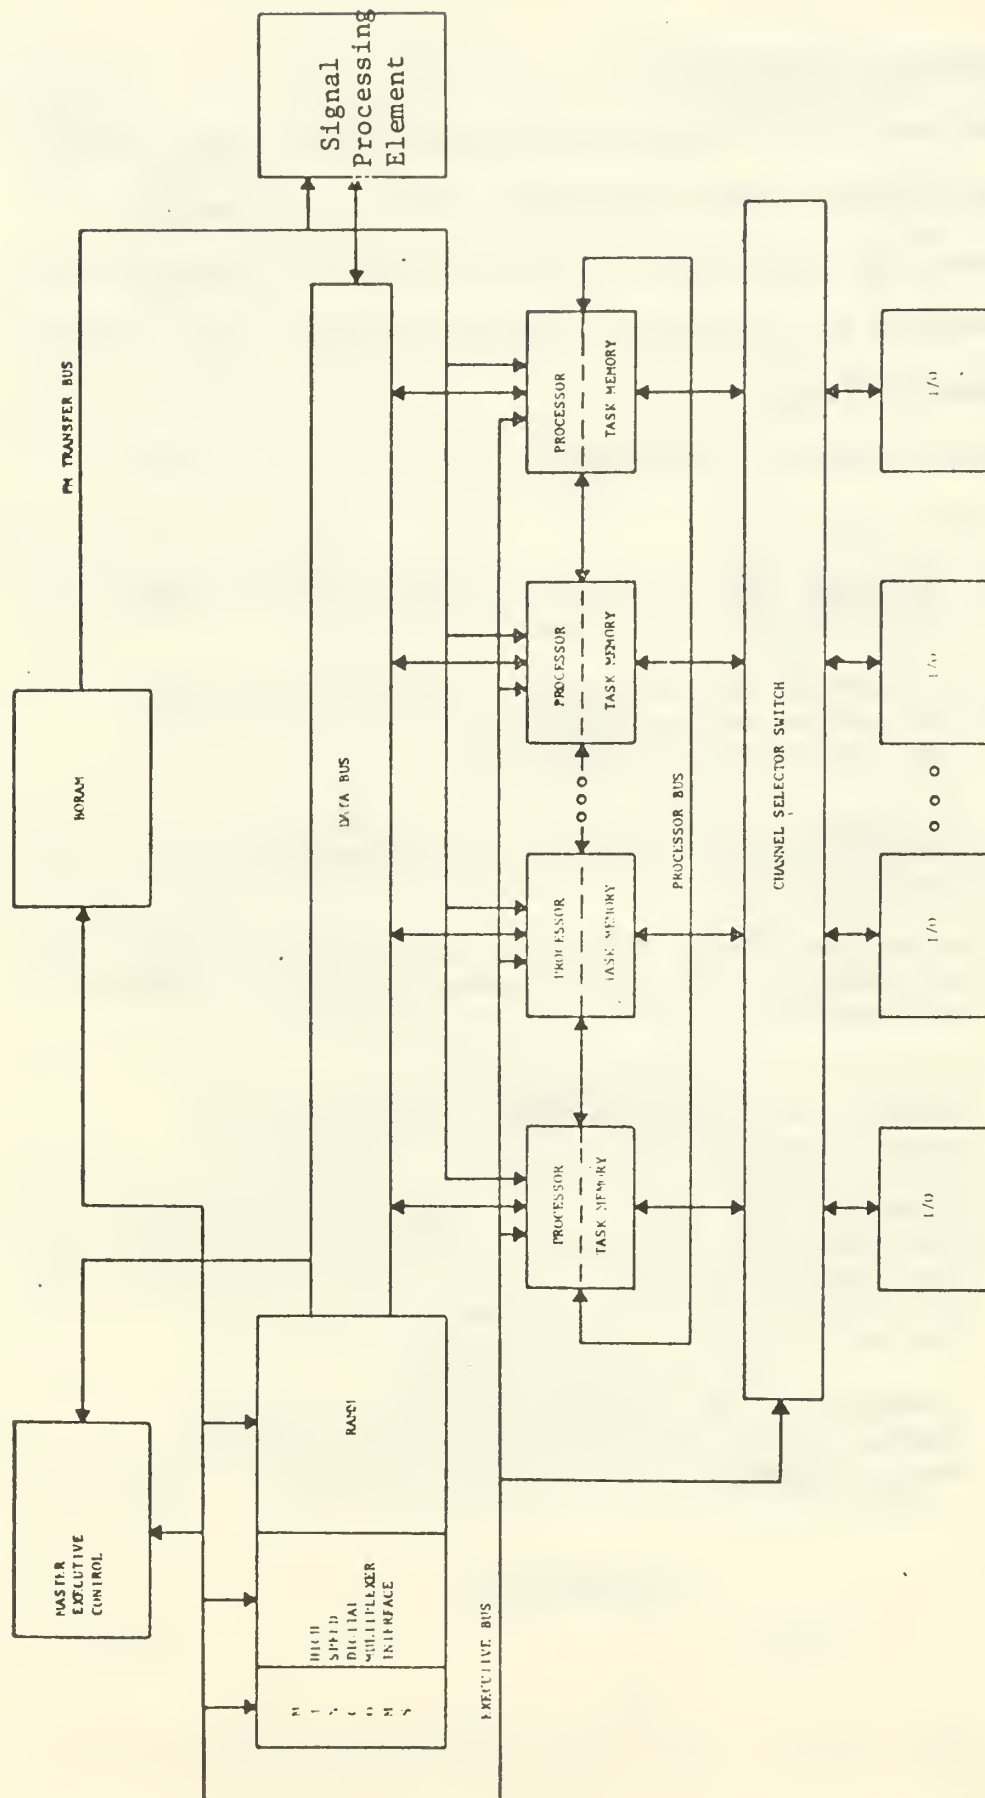 Signal
Processing
Element
PM TRANSFER BUS
BORAM
DATA BUS
MASTER
EXECUTIVE
CONTROL
RAMM
HIGH
SPEED
DIGITAL
MULTIPLEXER
INTERFACE
EXECUTIVE BUS
PROCESSOR
TASK MEMORY
PROCESSOR
TASK MEMORY
PROCESSOR
TASK MEMORY
PROCESSOR
TASK MEMORY
PROCESSOR BUS
CHANNEL SELECTOR SWITCH
I/O
I/O
I/O
I/O